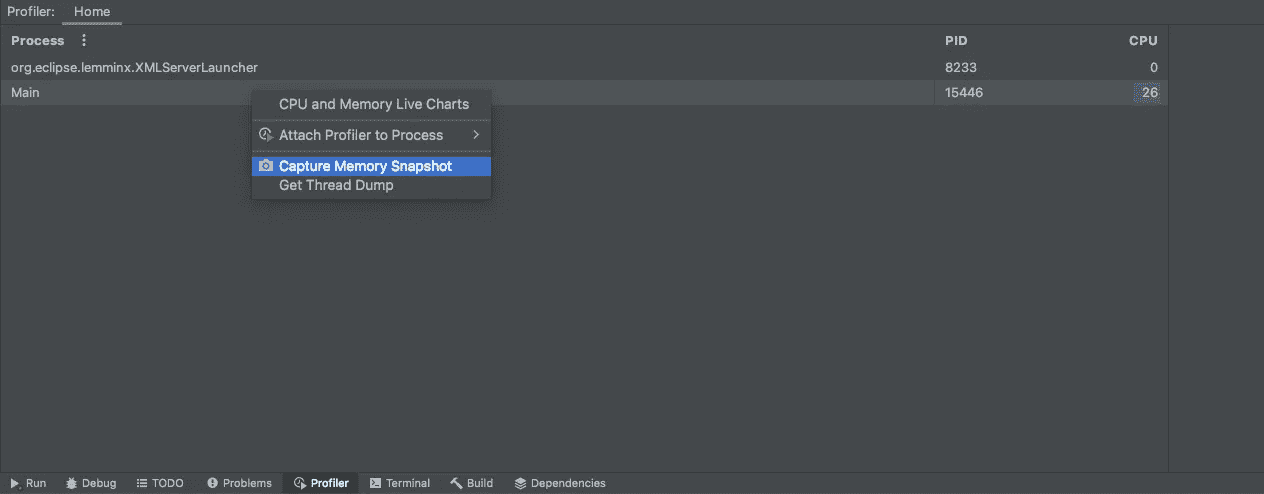 Profiler: Home
Process PID CPU
org.eclipse.lemminx.XMLServerLauncher 8233 0
Main 15446 26
CPU and Memory Live Charts
Attach Profiler to Process
Capture Memory Snapshot
Get Thread Dump
Run Debug TODO Problems Profiler Terminal Build Dependencies